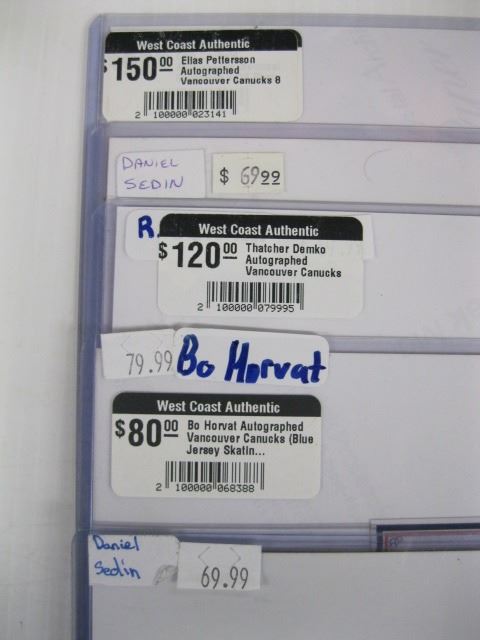 West Coast Authentic
$150.00 Elias Pettersson
Autographed
Vancouver Canucks 8
2 100000 023141
DANIEL
SEDIN
$ 69.99
R.
West Coast Authentic
$120.00 Thatcher Demko
Autographed
Vancouver Canucks
2 100000 079995
79.99
Bo Horvat
West Coast Authentic
$80.00 Bo Horvat Autographed
Vancouver Canucks (Blue
Jersey Skatin...
2 100000 068388
Daniel
Sedin
69.99